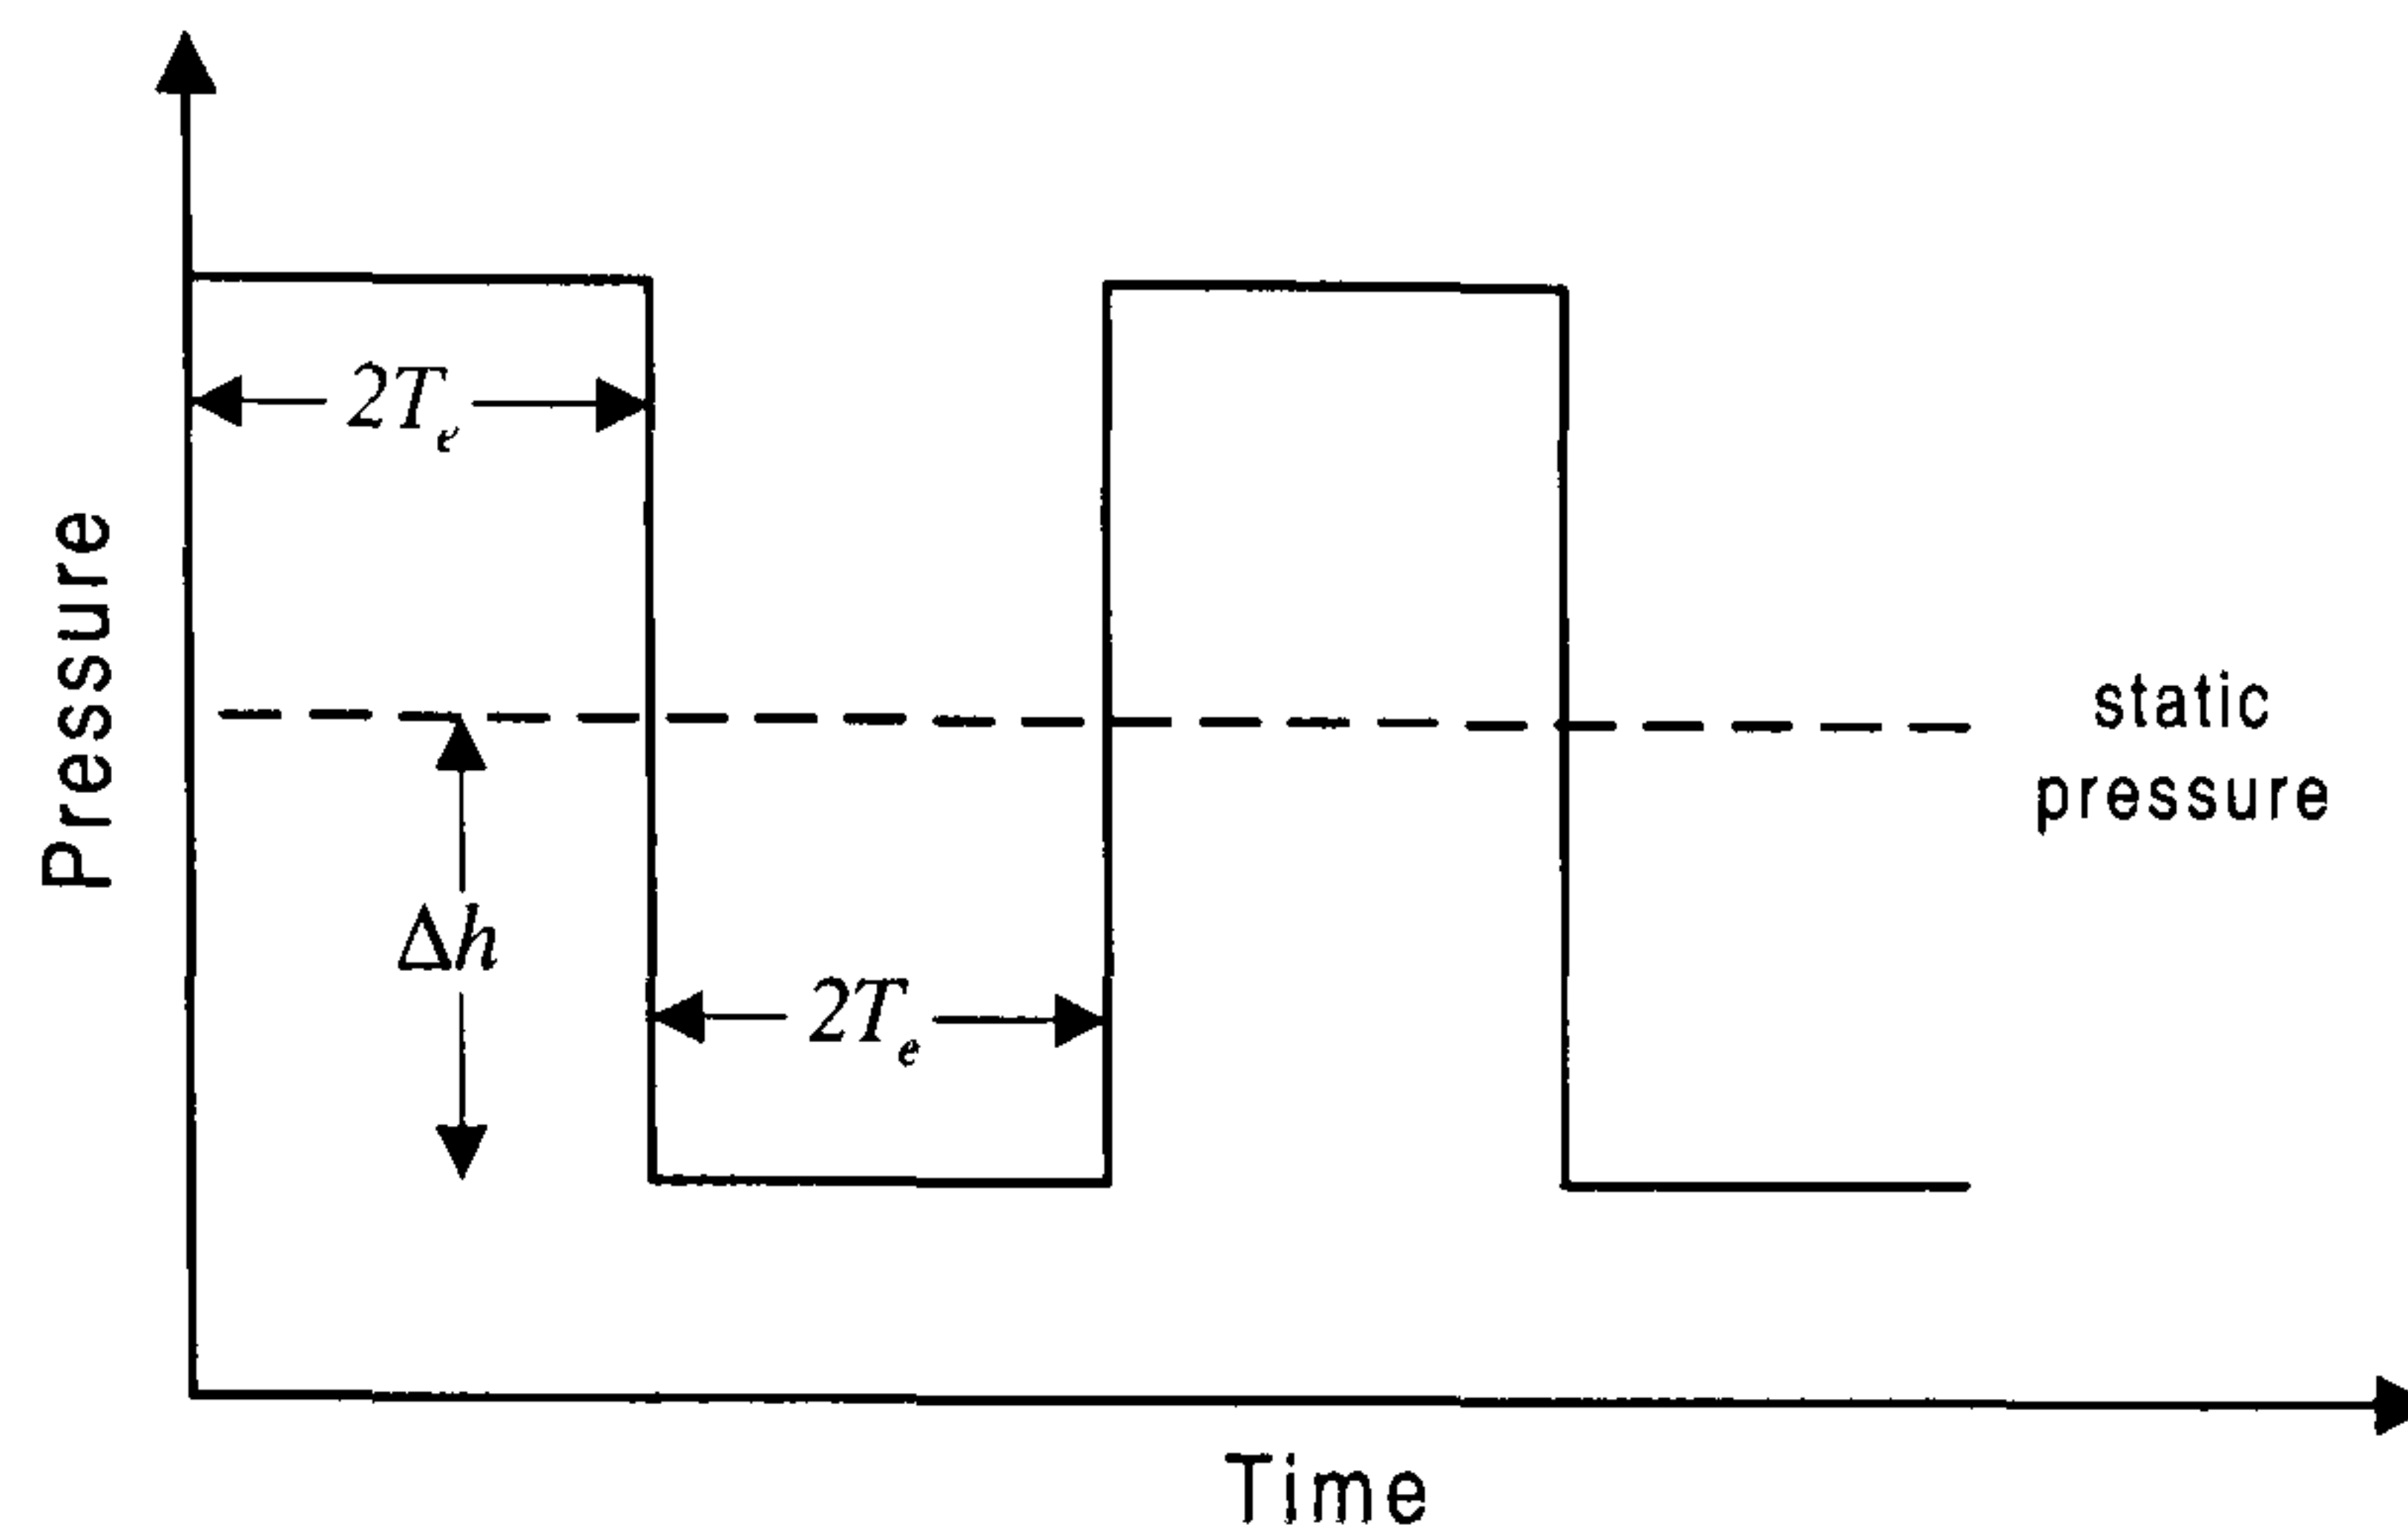 2Tₑ
Pressure
static
pressure
Δh
2Tₑ
Time